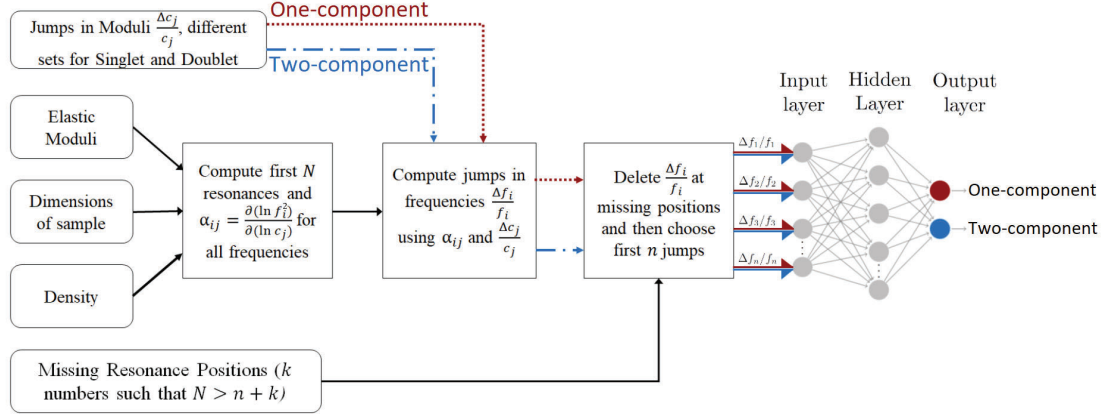 One-component
Jumps in Moduli Δc_j/c_j, different
sets for Singlet and Doublet
Two-component
Elastic
Moduli
Dimensions
of sample
Density
Compute first N
resonances and
α_ij = ∂(ln f_i^2)/∂(ln c_j) for
all frequencies
Compute jumps in
frequencies Δf_i/f_i
using α_ij and Δc_j/c_j
Delete Δf_i/f_i at
missing positions
and then choose
first n jumps
Missing Resonance Positions (k
numbers such that N > n + k)
Δf_1/f_1
Δf_2/f_2
Δf_3/f_3
Δf_n/f_n
Input
layer
Hidden
Layer
Output
layer
One-component
Two-component